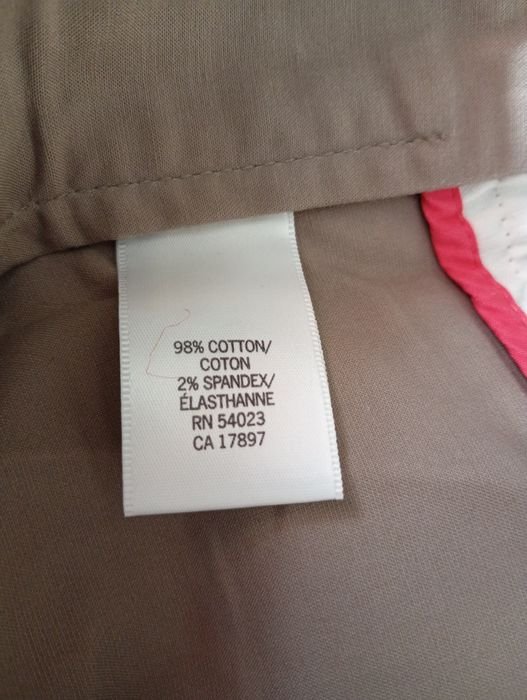 98% COTTON/
COTON
2% SPANDEX/
ÉLASTHANNE
RN 54023
CA 17897